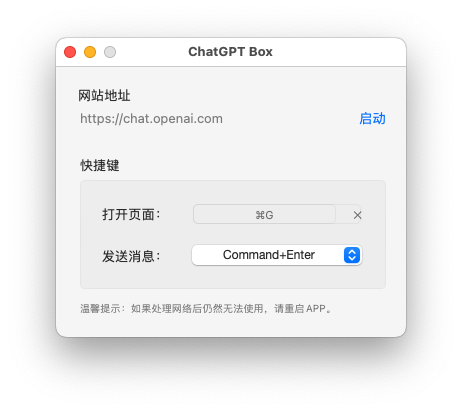 ChatGPT Box
网站地址
https://chat.openai.com 启动
快捷键
打开页面： ⌘G ×
发送消息： Command+Enter
温馨提示：如果处理网络后仍然无法使用，请重启 APP。